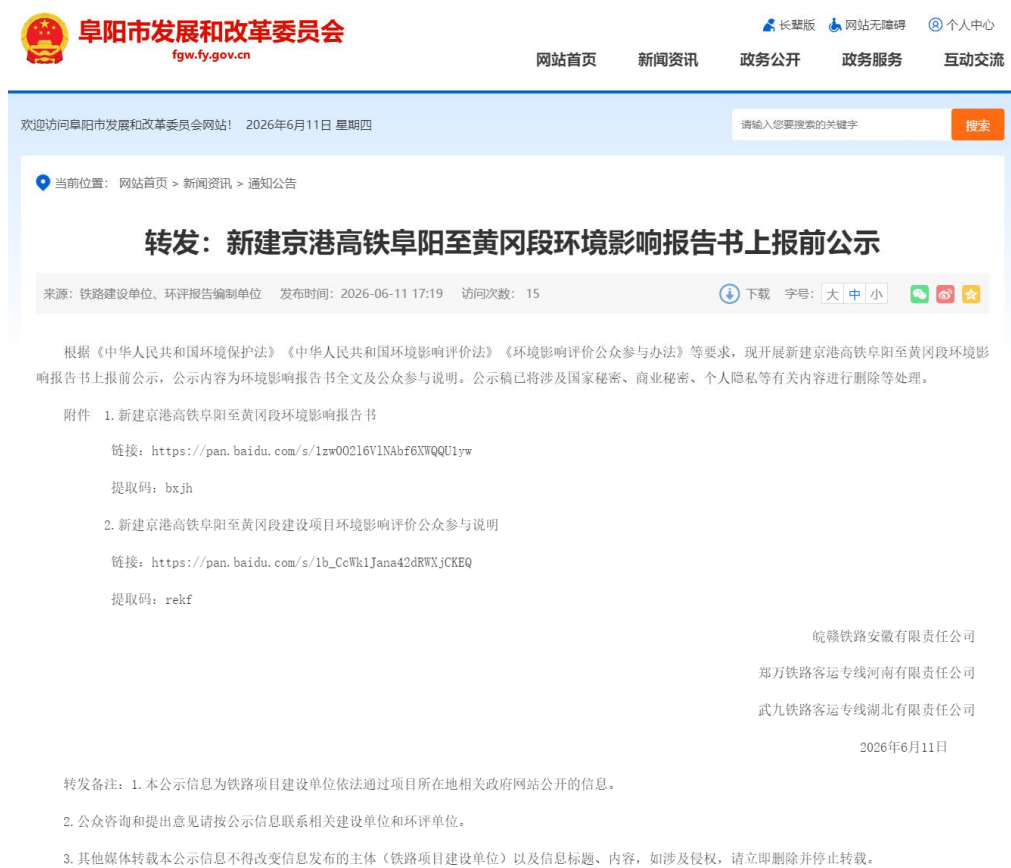 阜阳市发展和改革委员会
fgw.fy.gov.cn
长辈版 网站无障碍 个人中心
网站首页 新闻资讯 政务公开 政务服务 互动交流
欢迎访问阜阳市发展和改革委员会网站! 2026年6月11日 星期四
请输入您要搜索的关键字 搜索
当前位置: 网站首页 > 新闻资讯 > 通知公告
转发:新建京港高铁阜阳至黄冈段环境影响报告书上报前公示
来源:铁路建设单位、环评报告编制单位 发布时间:2026-06-11 17:19 访问次数: 15 下载 字号: 大 中 小
根据《中华人民共和国环境保护法》《中华人民共和国环境影响评价法》《环境影响评价公众参与办法》等要求,现开展新建京港高铁阜阳至黄冈段环境影
响报告书上报前公示,公示内容为环境影响报告书全文及公众参与说明。公示稿已将涉及国家秘密、商业秘密、个人隐私等有关内容进行删除等处理。
附件 1.新建京港高铁阜阳至黄冈段环境影响报告书
链接:https://pan.baidu.com/s/1zwOO2l6VlNAbf6XWQQU1yw
提取码:bxjh
2.新建京港高铁阜阳至黄冈段建设项目环境影响评价公众参与说明
链接:https://pan.baidu.com/s/1b_CcWk1Jana42dRWXjCKEQ
提取码:rekf
皖赣铁路安徽有限责任公司
郑万铁路客运专线河南有限责任公司
武九铁路客运专线湖北有限责任公司
2026年6月11日
转发备注:1.本公示信息为铁路项目建设单位依法通过项目所在地相关政府网站公开的信息。
2.公众咨询和提出意见请按公示信息联系相关建设单位和环评单位。
3.其他媒体转载本公示信息不得改变信息发布的主体(铁路项目建设单位)以及信息标题、内容,如涉及侵权,请立即删除并停止转载。